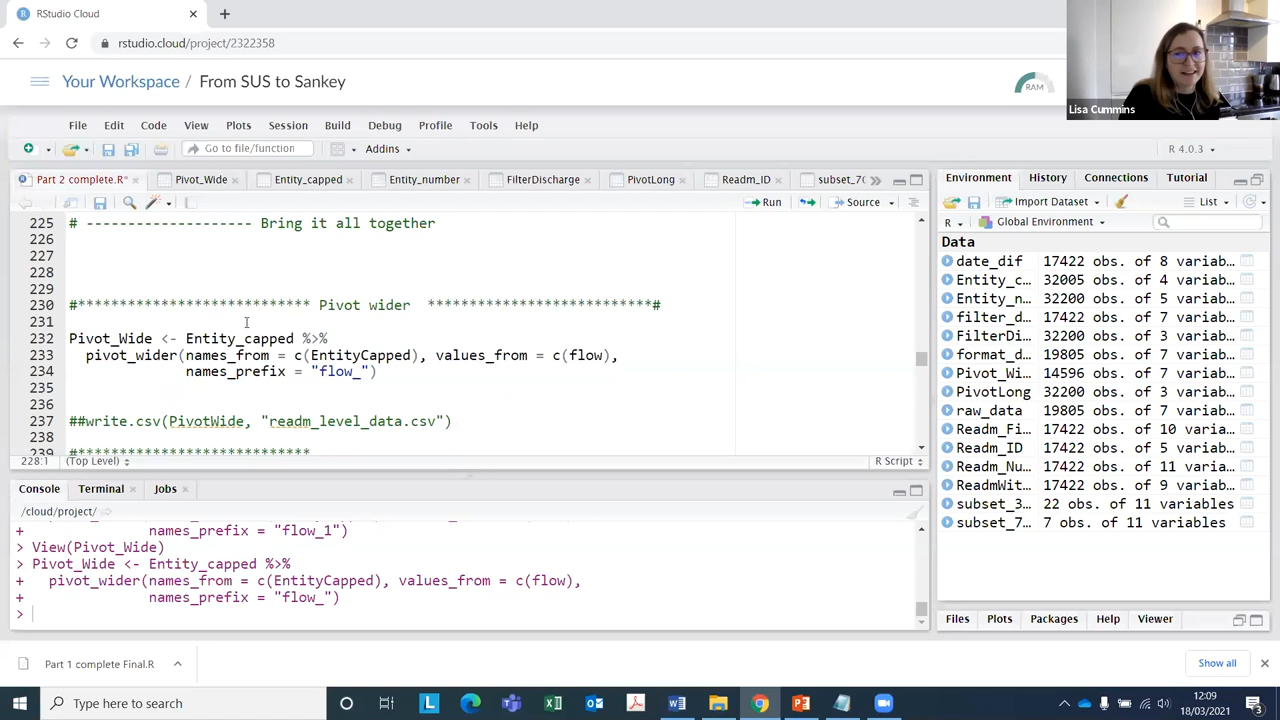 RStudio Cloud
rstudio.cloud/project/2322358
Your Workspace / From SUS to Sankey
RAM
Lisa Cummins
File Edit Code View Plots Session Build Debug Profile Tools Help
Go to file/function Addins
R 4.0.3
Part 2 complete.R* Pivot_Wide Entity_capped Entity_number FilterDischarge PivotLong Readm_ID subset_7(
Run Source
225 # -------------------- Bring it all together
226
227
228
229
230 #**************************** Pivot wider ***************************#
231
232 Pivot_Wide <- Entity_capped %>%
233 pivot_wider(names_from = c(EntityCapped), values_from = c(flow),
234 names_prefix = "flow_")
235
236
237 ##write.csv(PivotWide, "readm_level_data.csv")
238
239 #****************************
228:1 (Top Level) R Script
Console Terminal Jobs
/cloud/project/
+ names_prefix = "flow_1")
> View(Pivot_Wide)
> Pivot_Wide <- Entity_capped %>%
+ pivot_wider(names_from = c(EntityCapped), values_from = c(flow),
+ names_prefix = "flow_")
>
Environment History Connections Tutorial
Import Dataset List
R Global Environment
Data
date_dif 17422 obs. of 8 variab…
Entity_c… 32005 obs. of 4 variab…
Entity_n… 32200 obs. of 5 variab…
filter_d… 17422 obs. of 7 variab…
FilterDi… 32200 obs. of 3 variab…
format_d… 19805 obs. of 7 variab…
Pivot_Wi… 14596 obs. of 7 variab…
PivotLong 32200 obs. of 3 variab…
raw_data 19805 obs. of 7 variab…
Readm_Fi… 17422 obs. of 10 varia…
Readm_ID 17422 obs. of 5 variab…
Readm_Nu… 17422 obs. of 11 varia…
ReadmWit… 17422 obs. of 9 variab…
subset_3… 22 obs. of 11 variables
subset_7… 7 obs. of 11 variables
Files Plots Packages Help Viewer
Part 1 complete Final.R
Show all
Type here to search
12:09
18/03/2021
3